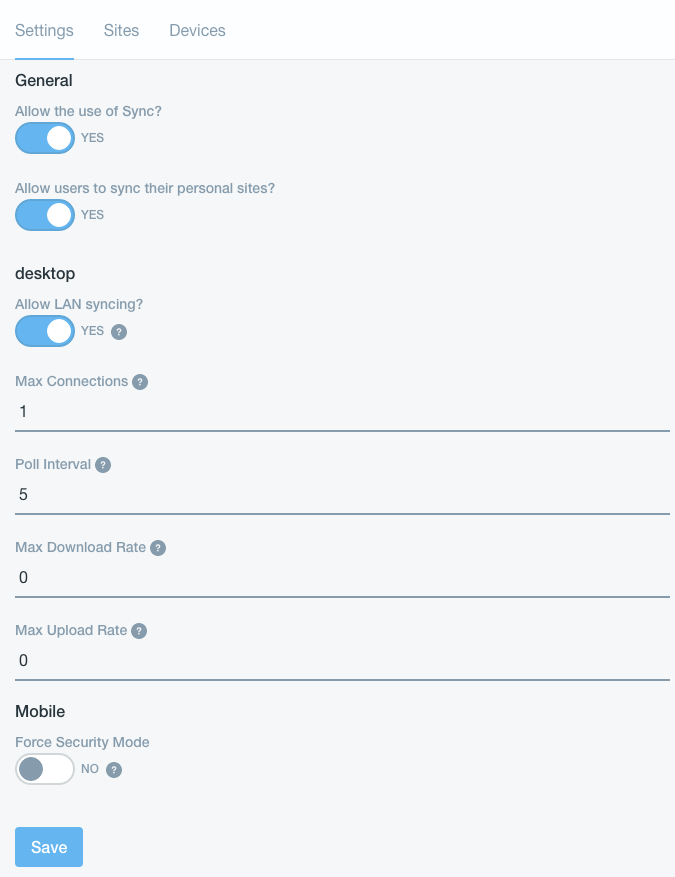 Settings Sites Devices
General
Allow the use of Sync?
YES
Allow users to sync their personal sites?
YES
desktop
Allow LAN syncing?
YES ?
Max Connections ?
1
Poll Interval ?
5
Max Download Rate ?
0
Max Upload Rate ?
0
Mobile
Force Security Mode
NO ?
Save